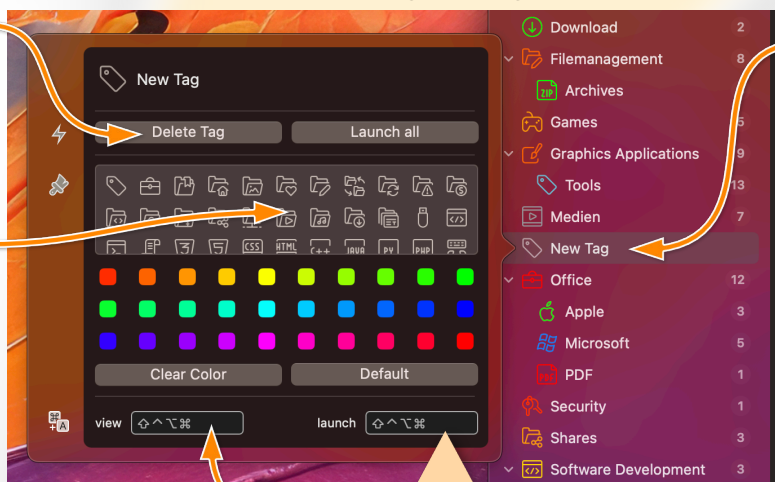 New Tag
Delete Tag
Launch all
CSS HTML
C++ JAVA PY PHP
Clear Color
Default
view ⇧^⌥⌘
launch ⇧^⌥⌘
⌘
+A
Download 2
Filemanagement 8
ZIP Archives
Games 5
Graphics Applications 9
Tools 13
Medien 7
New Tag
Office 12
Apple 3
Microsoft 5
PDF 1
Security 1
Shares 3
Software Development 3